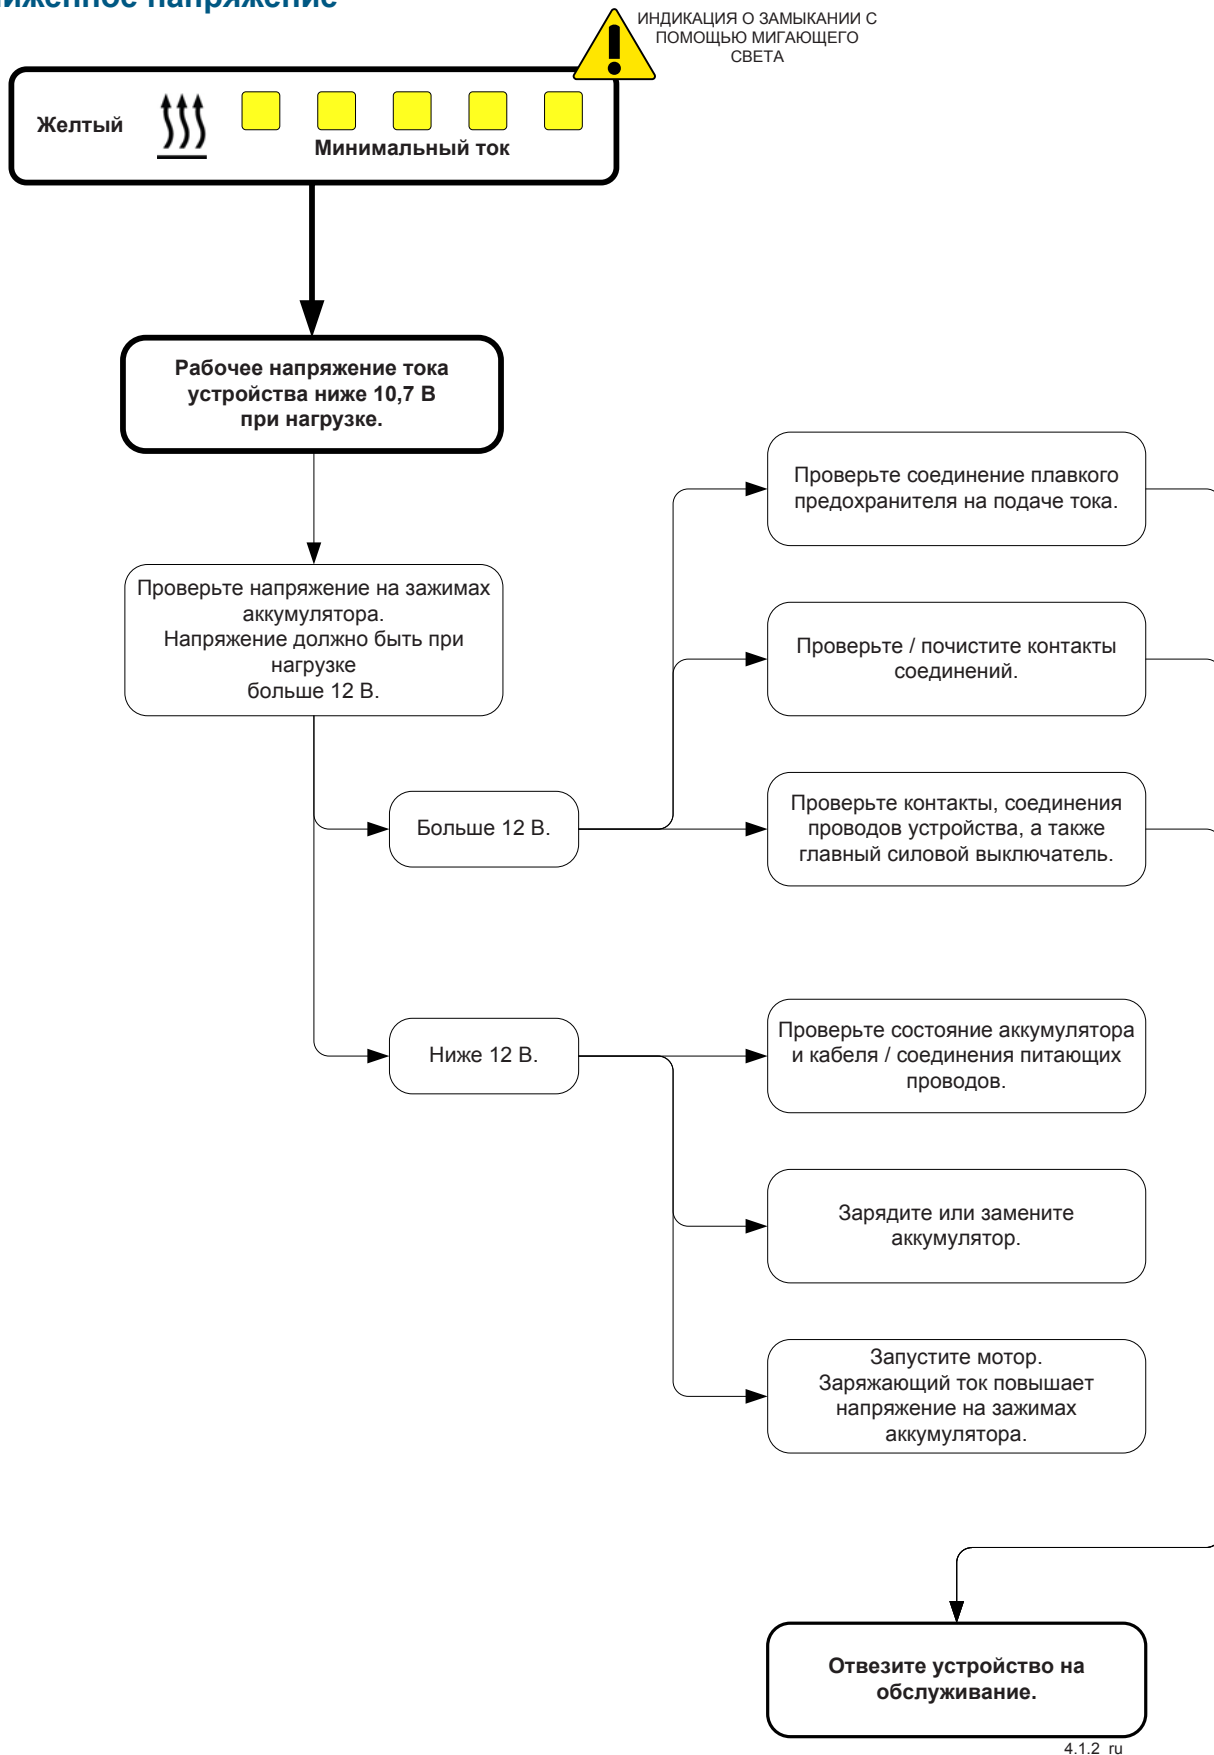 напряжение
ИНДИКАЦИЯ О ЗАМЫКАНИИ С
ПОМОЩЬЮ МИГАЮЩЕГО
СВЕТА
Желтый
Минимальный ток
Рабочее напряжение тока
устройства ниже 10,7 В
при нагрузке.
Проверьте соединение плавкого
предохранителя на подаче тока.
Проверьте напряжение на зажимах
аккумулятора.
Напряжение должно быть при
нагрузке
больше 12 В.
Проверьте / почистите контакты
соединений.
Больше 12 В.
Проверьте контакты, соединения
проводов устройства, а также
главный силовой выключатель.
Ниже 12 В.
Проверьте состояние аккумулятора
и кабеля / соединения питающих
проводов.
Зарядите или замените
аккумулятор.
Запустите мотор.
Заряжающий ток повышает
напряжение на зажимах
аккумулятора.
Отвезите устройство на
обслуживание.
4.1.2_ru